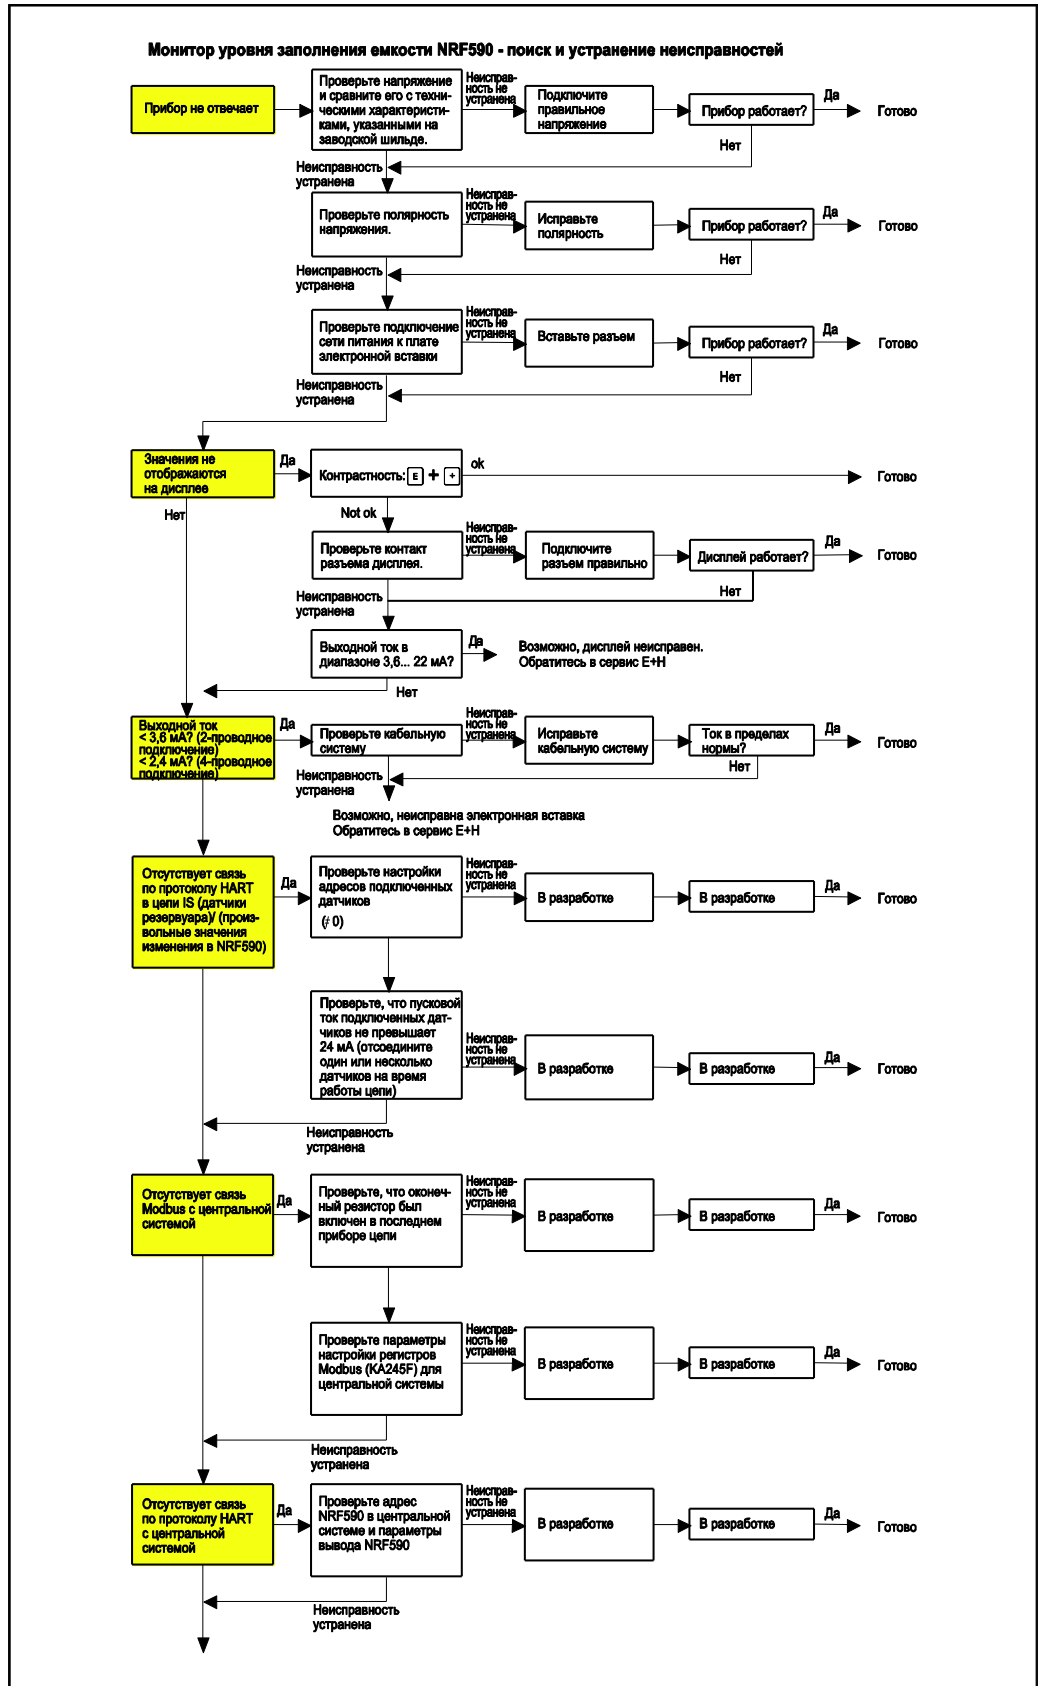 Монитор уровня заполнения емкости NRF590 - поиск и устранение неисправностей
Прибор не отвечает
Проверьте напряжение
и сравните его с техни-
ческими характеристи-
ками, указанными на
заводской шильде.
Неисправ-
ность не
устранена
Подключите
правильное
напряжение
Прибор работает?
Да
Готово
Нет
Неисправность
устранена
Проверьте полярность
напряжения.
Неисправ-
ность не
устранена
Исправьте
полярность
Прибор работает?
Да
Готово
Нет
Неисправность
устранена
Проверьте подключение
сети питания к плате
электронной вставки
Неисправ-
ность не
устранена
Вставьте разъем
Прибор работает?
Да
Готово
Нет
Неисправность
устранена
Значения не
отображаются
на дисплее
Да
Контрастность: E + +
ok
Готово
Нет
Not ok
Проверьте контакт
разъема дисплея.
Неисправ-
ность не
устранена
Подключите
разъем правильно
Дисплей работает?
Да
Готово
Нет
Неисправность
устранена
Выходной ток в
диапазоне 3,6... 22 мА?
Да
Возможно, дисплей неисправен.
Обратитесь в сервис E+H
Нет
Выходной ток
< 3,6 мА? (2-проводное
подключение)
< 2,4 мА? (4-проводное
подключение)
Да
Проверьте кабельную
систему
Неисправ-
ность не
устранена
Исправьте
кабельную систему
Ток в пределах
нормы?
Да
Готово
Нет
Неисправность
устранена
Возможно, неисправна электронная вставка
Обратитесь в сервис E+H
Отсутствует связь
по протоколу HART
в цепи IS (датчики
резервуара)/ (произ-
вольные значения
изменения в NRF590)
Да
Проверьте настройки
адресов подключенных
датчиков
(≠ 0)
Неисправ-
ность не
устранена
В разработке
В разработке
Да
Готово
Проверьте, что пусковой
ток подключенных дат-
чиков не превышает
24 мА (отсоедините
один или несколько
датчиков на время
работы цепи)
Неисправ-
ность не
устранена
В разработке
В разработке
Да
Готово
Неисправность
устранена
Отсутствует связь
Modbus с центральной
системой
Да
Проверьте, что оконеч-
ный резистор был
включен в последнем
приборе цепи
Неисправ-
ность не
устранена
В разработке
В разработке
Да
Готово
Проверьте параметры
настройки регистров
Modbus (KA245F) для
центральной системы
Неисправ-
ность не
устранена
В разработке
В разработке
Да
Готово
Неисправность
устранена
Отсутствует связь
по протоколу HART
с центральной
системой
Да
Проверьте адрес
NRF590 в центральной
системе и параметры
вывода NRF590
Неисправ-
ность не
устранена
В разработке
В разработке
Да
Готово
Неисправность
устранена